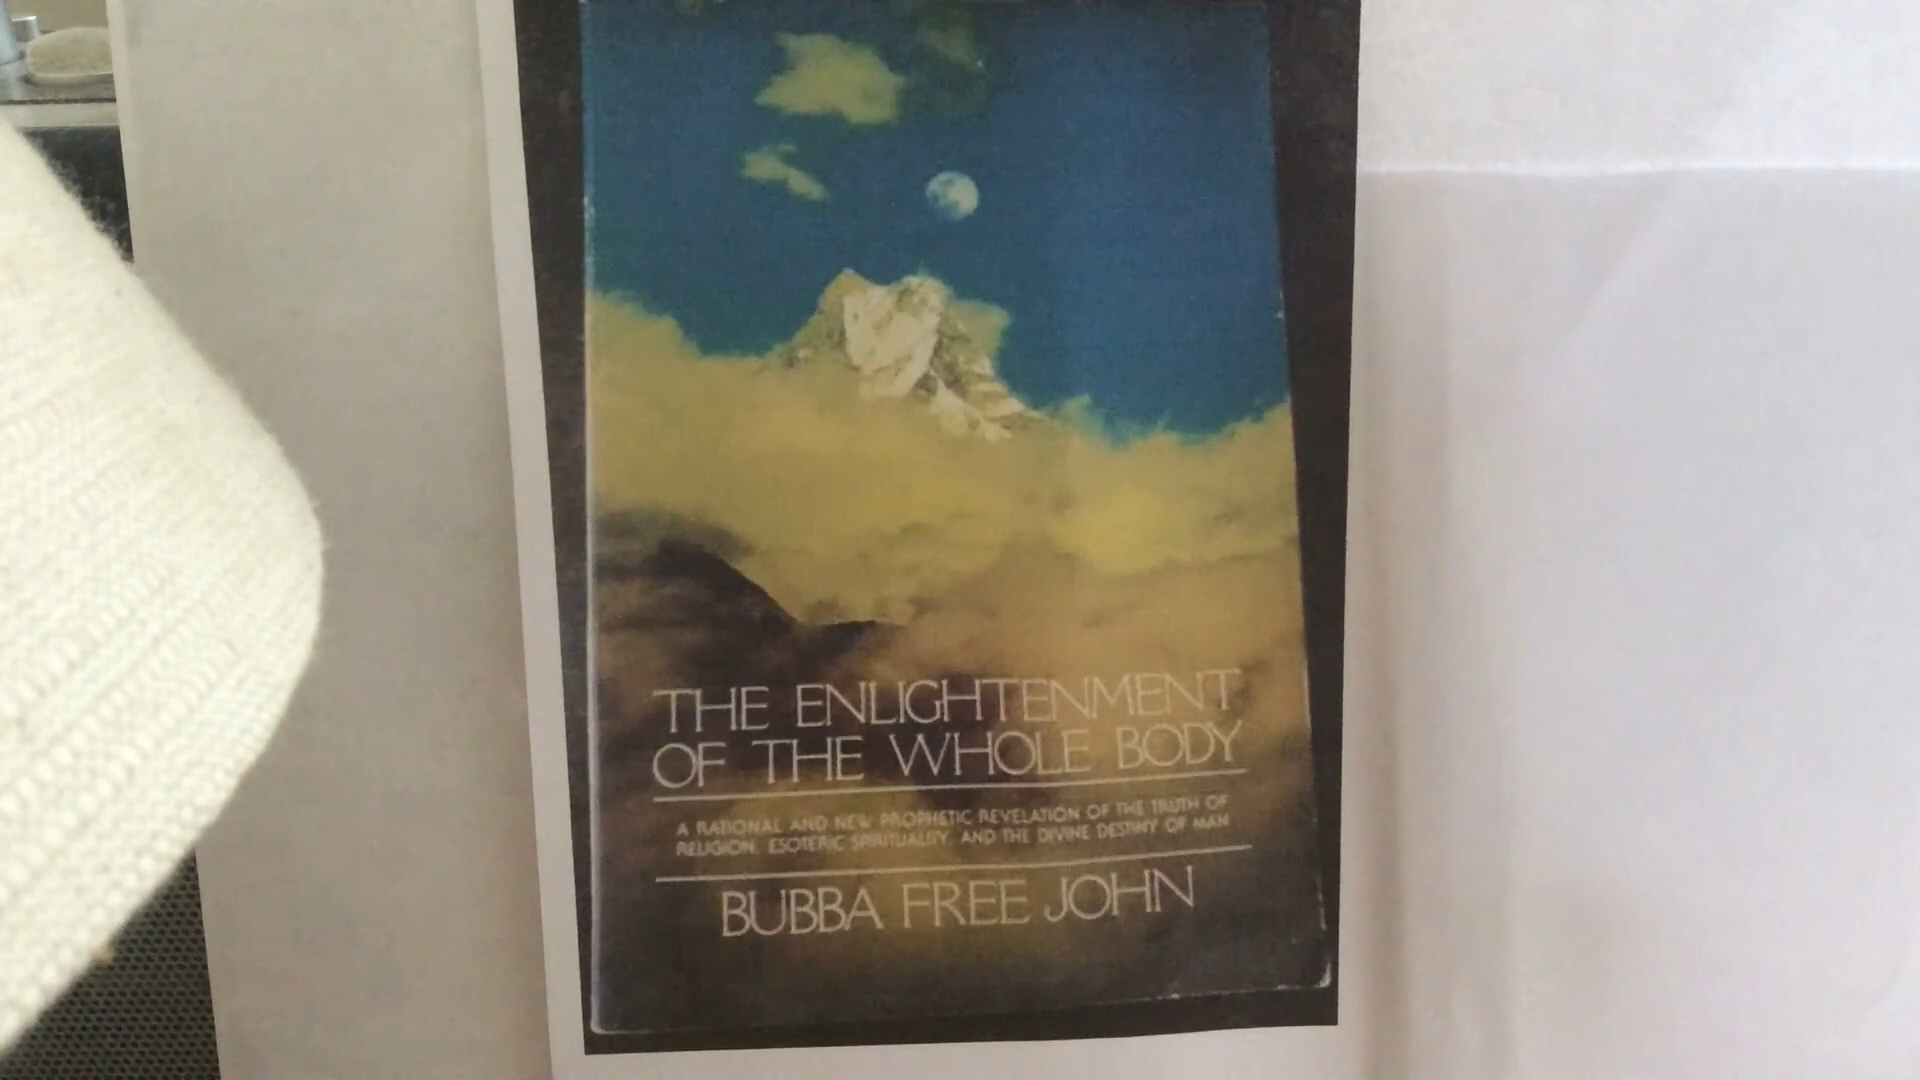 THE ENLIGHTENMENT
OF THE WHOLE BODY
A RATIONAL AND NEW PROPHETIC REVELATION OF THE TRUTH OF
RELIGION, ESOTERIC SPIRITUALITY, AND THE DIVINE DESTINY OF MAN
BUBBA FREE JOHN